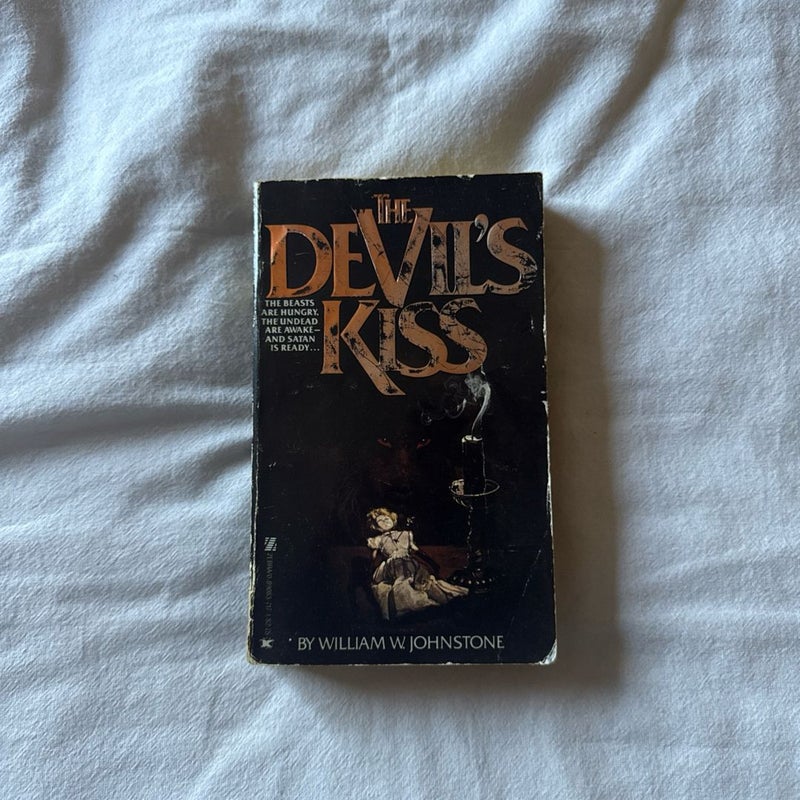 THE
DEVIL'S
KISS
THE BEASTS
ARE HUNGRY.
THE UNDEAD
ARE AWAKE—
AND SATAN
IS READY...
BY WILLIAM W. JOHNSTONE